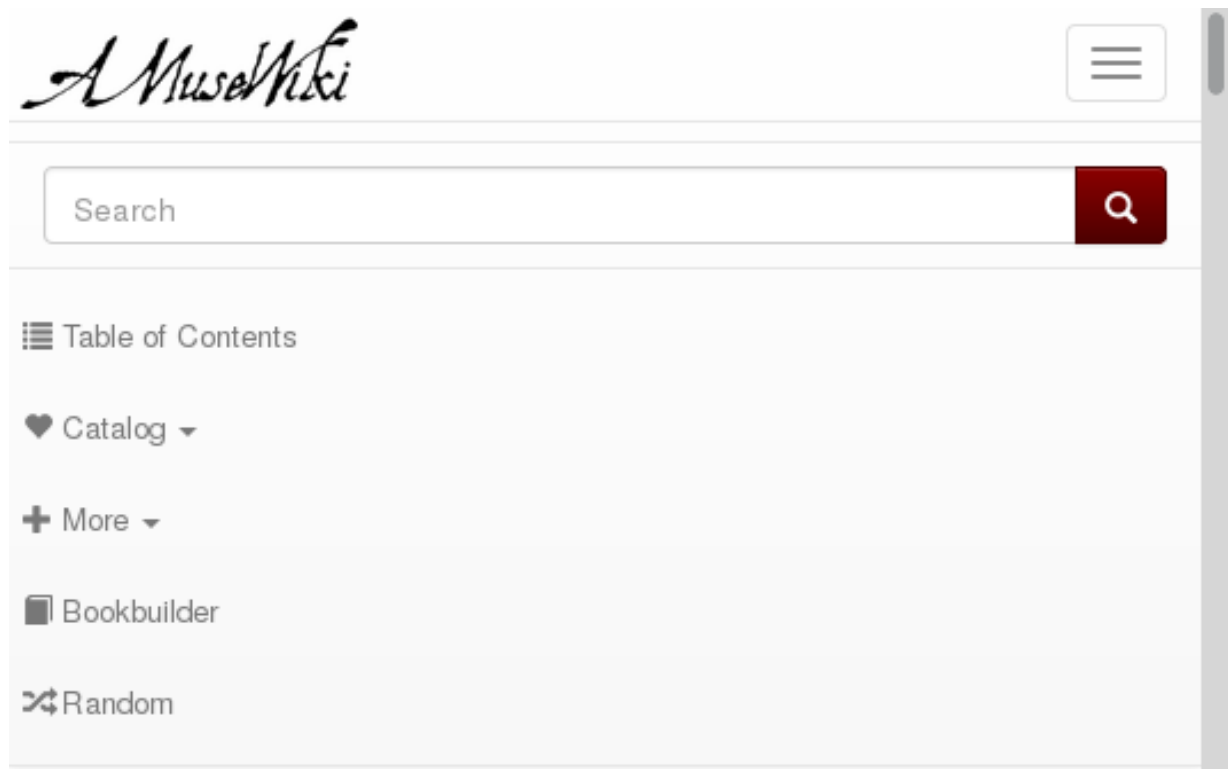 A MuseWiki
Search
Table of Contents
Catalog
More
Bookbuilder
Random